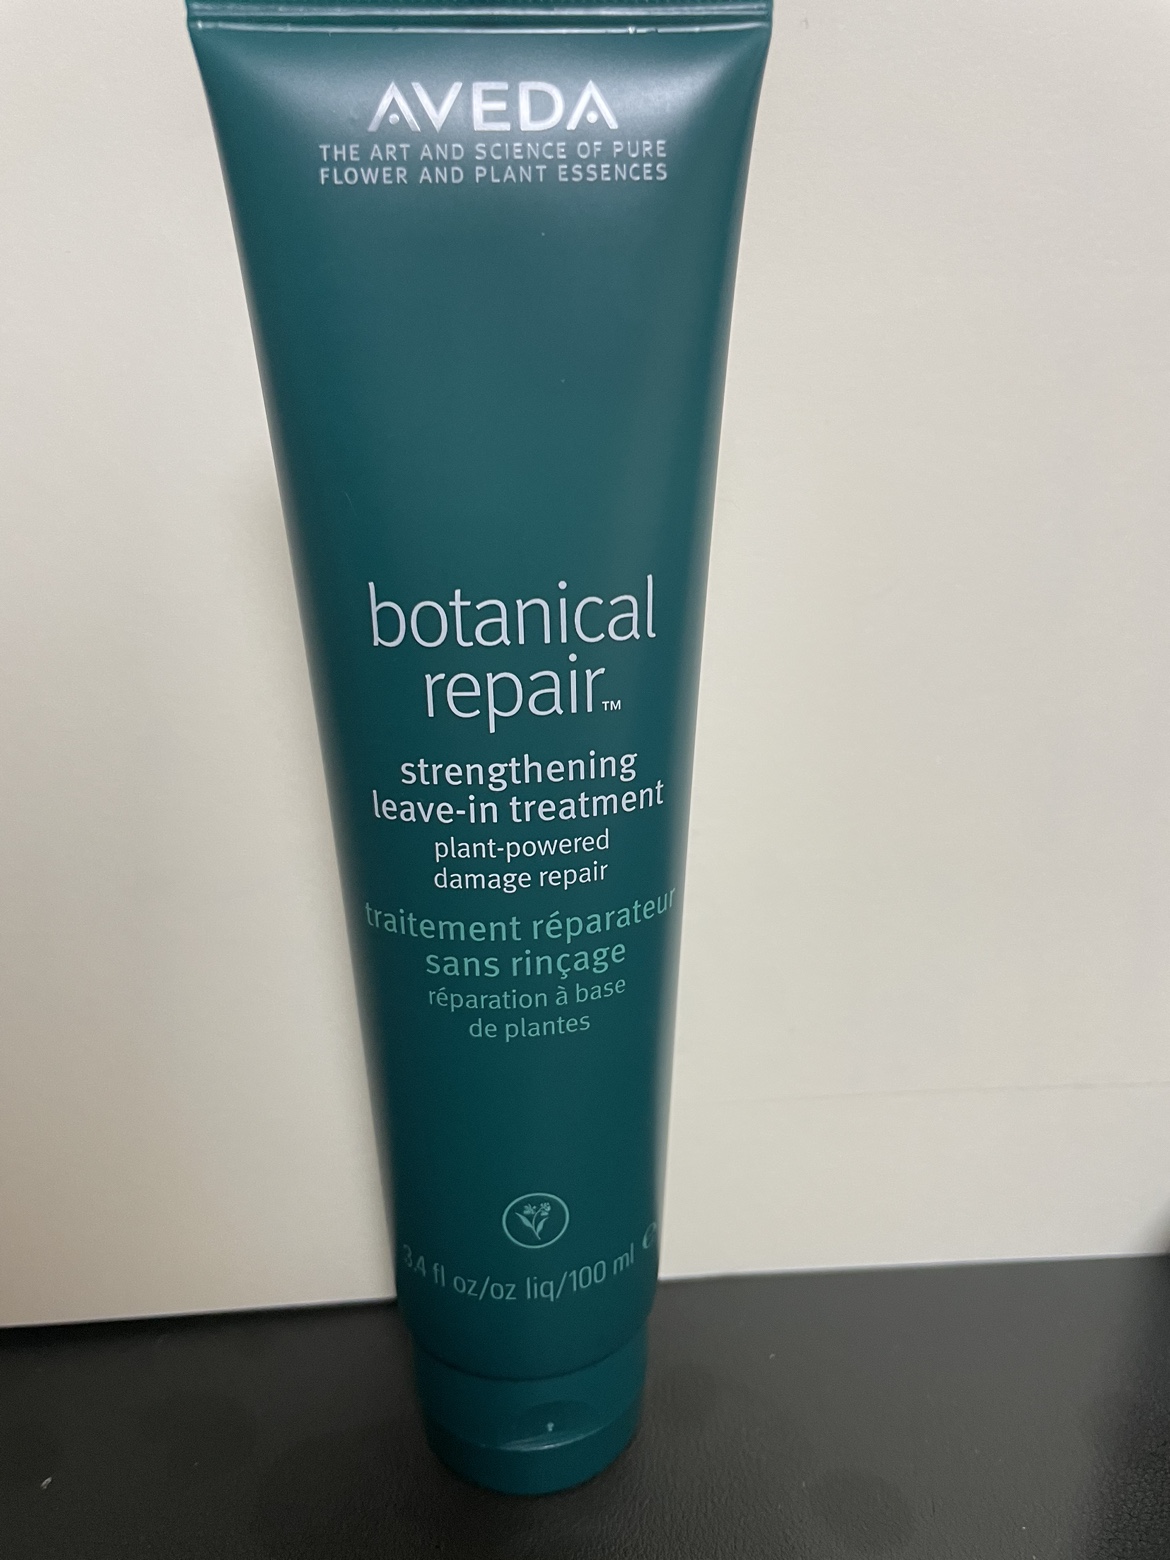 AVEDA
THE ART AND SCIENCE OF PURE
FLOWER AND PLANT ESSENCES
botanical
repair™
strengthening
leave-in treatment
plant-powered
damage repair
traitement réparateur
sans rinçage
réparation à base
de plantes
3.4 fl oz/oz liq/100 ml ℮